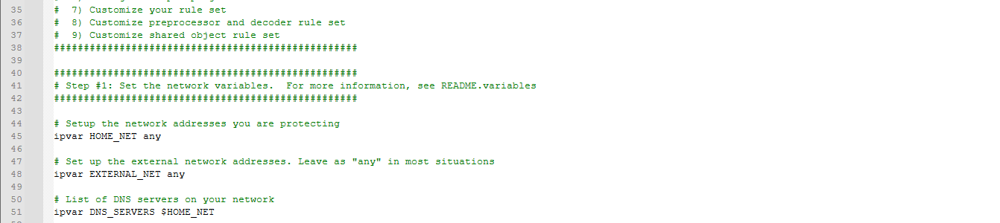 35 #  7) Customize your rule set
36 #  8) Customize preprocessor and decoder rule set
37 #  9) Customize shared object rule set
38 ###################################################
39
40 ###################################################
41 # Step #1: Set the network variables.  For more information, see README.variables
42 ###################################################
43
44 # Setup the network addresses you are protecting
45 ipvar HOME_NET any
46
47 # Set up the external network addresses. Leave as "any" in most situations
48 ipvar EXTERNAL_NET any
49
50 # List of DNS servers on your network
51 ipvar DNS_SERVERS $HOME_NET